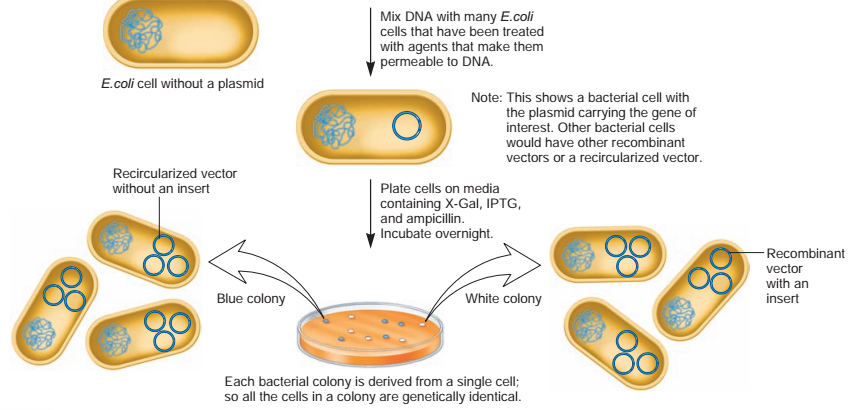 Mix DNA with many E.coli
cells that have been treated
with agents that make them
permeable to DNA.
E.coli cell without a plasmid
Note: This shows a bacterial cell with
the plasmid carrying the gene of
interest. Other bacterial cells
would have other recombinant
vectors or a recircularized vector.
Recircularized vector
without an insert
Plate cells on media
containing X-Gal, IPTG,
and ampicillin.
Incubate overnight.
Recombinant
vector
with an
insert
Blue colony
White colony
Each bacterial colony is derived from a single cell;
so all the cells in a colony are genetically identical.